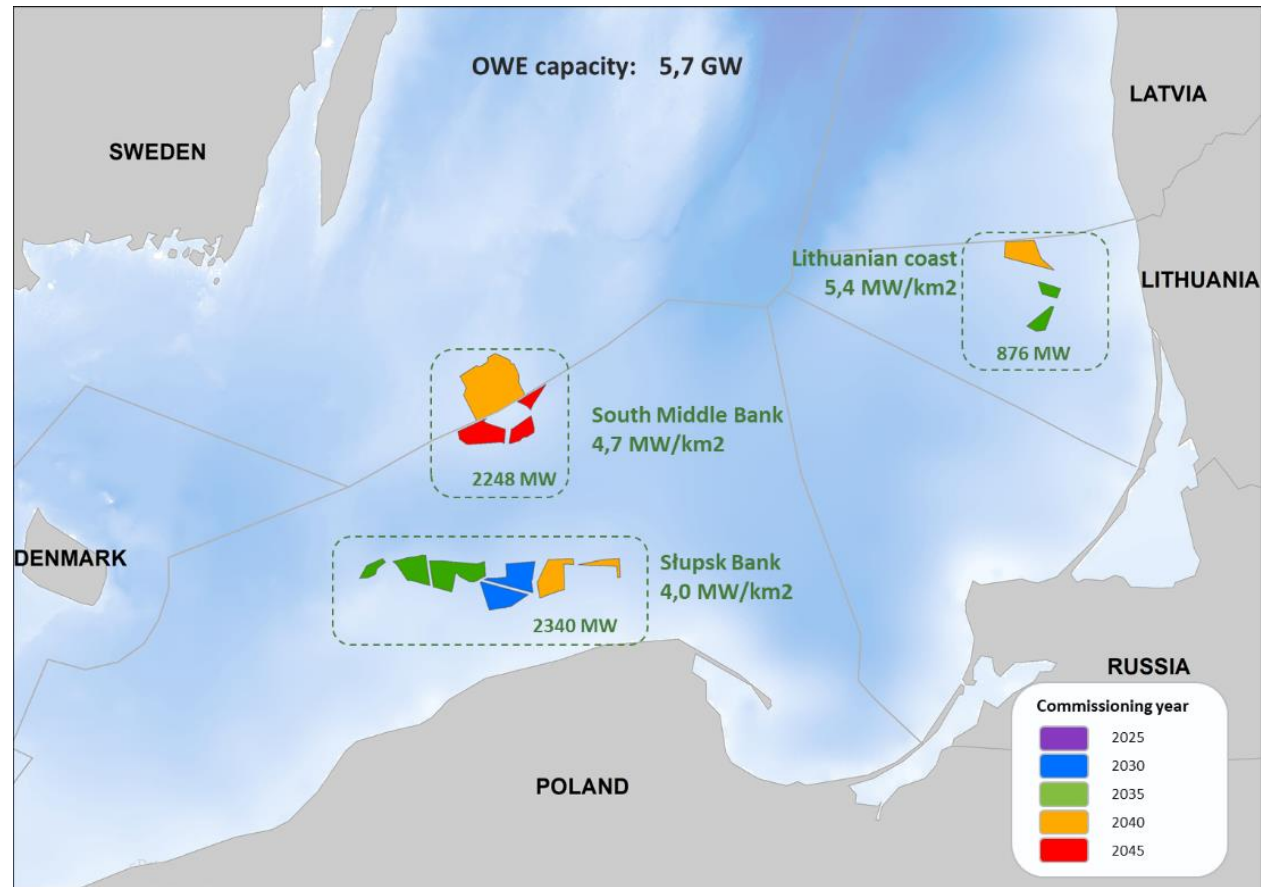 OWE capacity: 5,7 GW
LATVIA
SWEDEN
Lithuanian coast
5,4 MW/km2
LITHUANIA
876 MW
South Middle Bank
4,7 MW/km2
2248 MW
DENMARK
Słupsk Bank
4,0 MW/km2
2340 MW
RUSSIA
POLAND
Commissioning year
2025
2030
2035
2040
2045